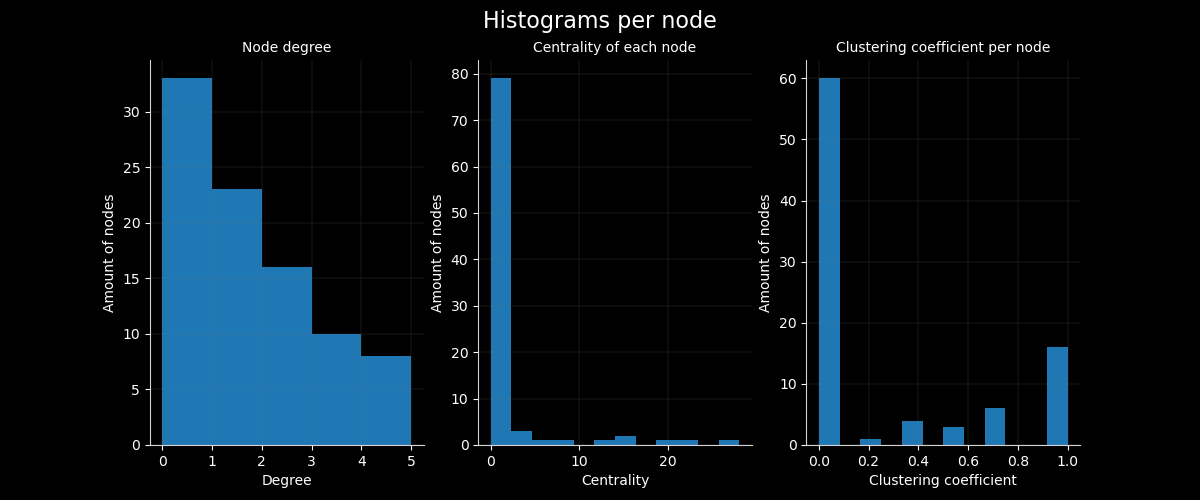 Histograms per node
Node degree
Centrality of each node
Clustering coefficient per node
Amount of nodes
0
5
10
15
20
25
30
0 1 2 3 4 5
Degree
Amount of nodes
0
10
20
30
40
50
60
70
80
0 10 20
Centrality
Amount of nodes
0
10
20
30
40
50
60
0.0 0.2 0.4 0.6 0.8 1.0
Clustering coefficient